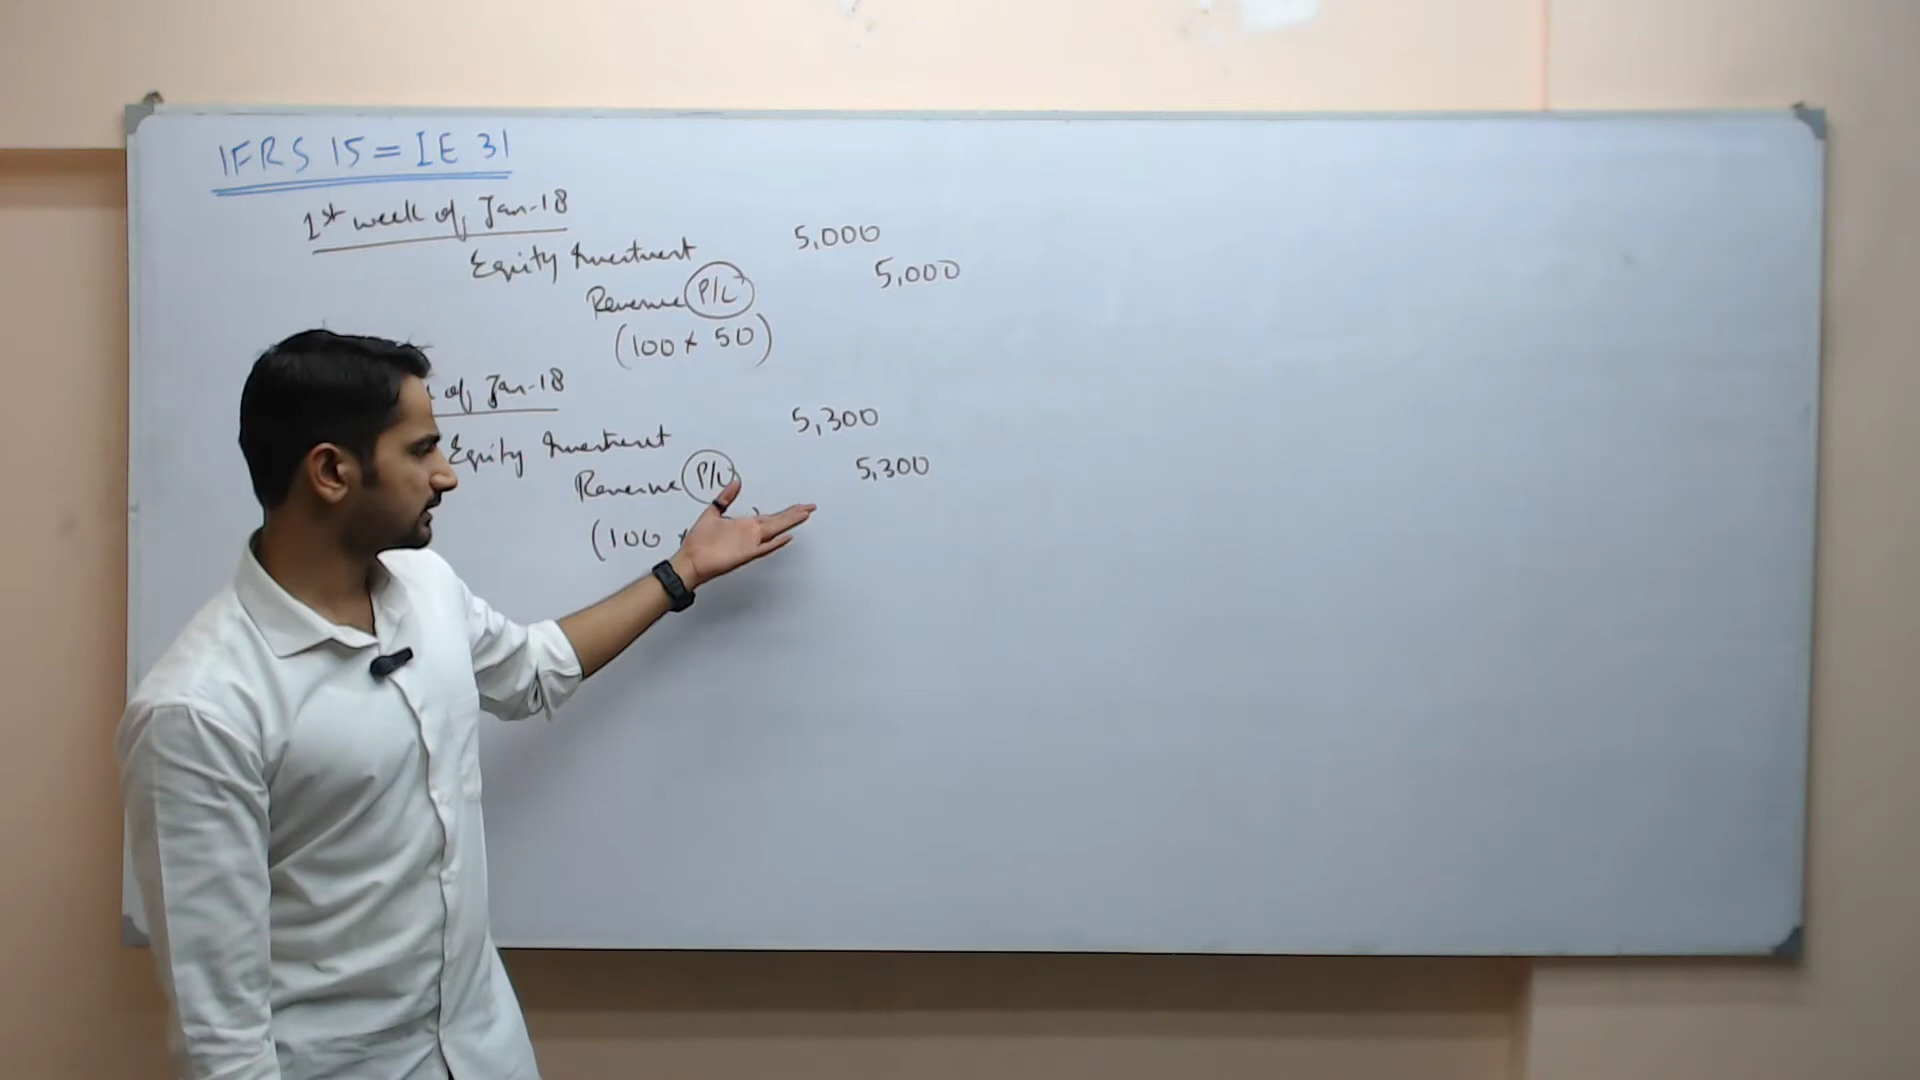 IFRS 15 = IE 31
1st week of Jan-18
Equity Investment 5,000
Revenue P/L 5,000
(100 × 50)
of Jan-18
Equity Investment 5,300
Revenue P/L 5,300
(100